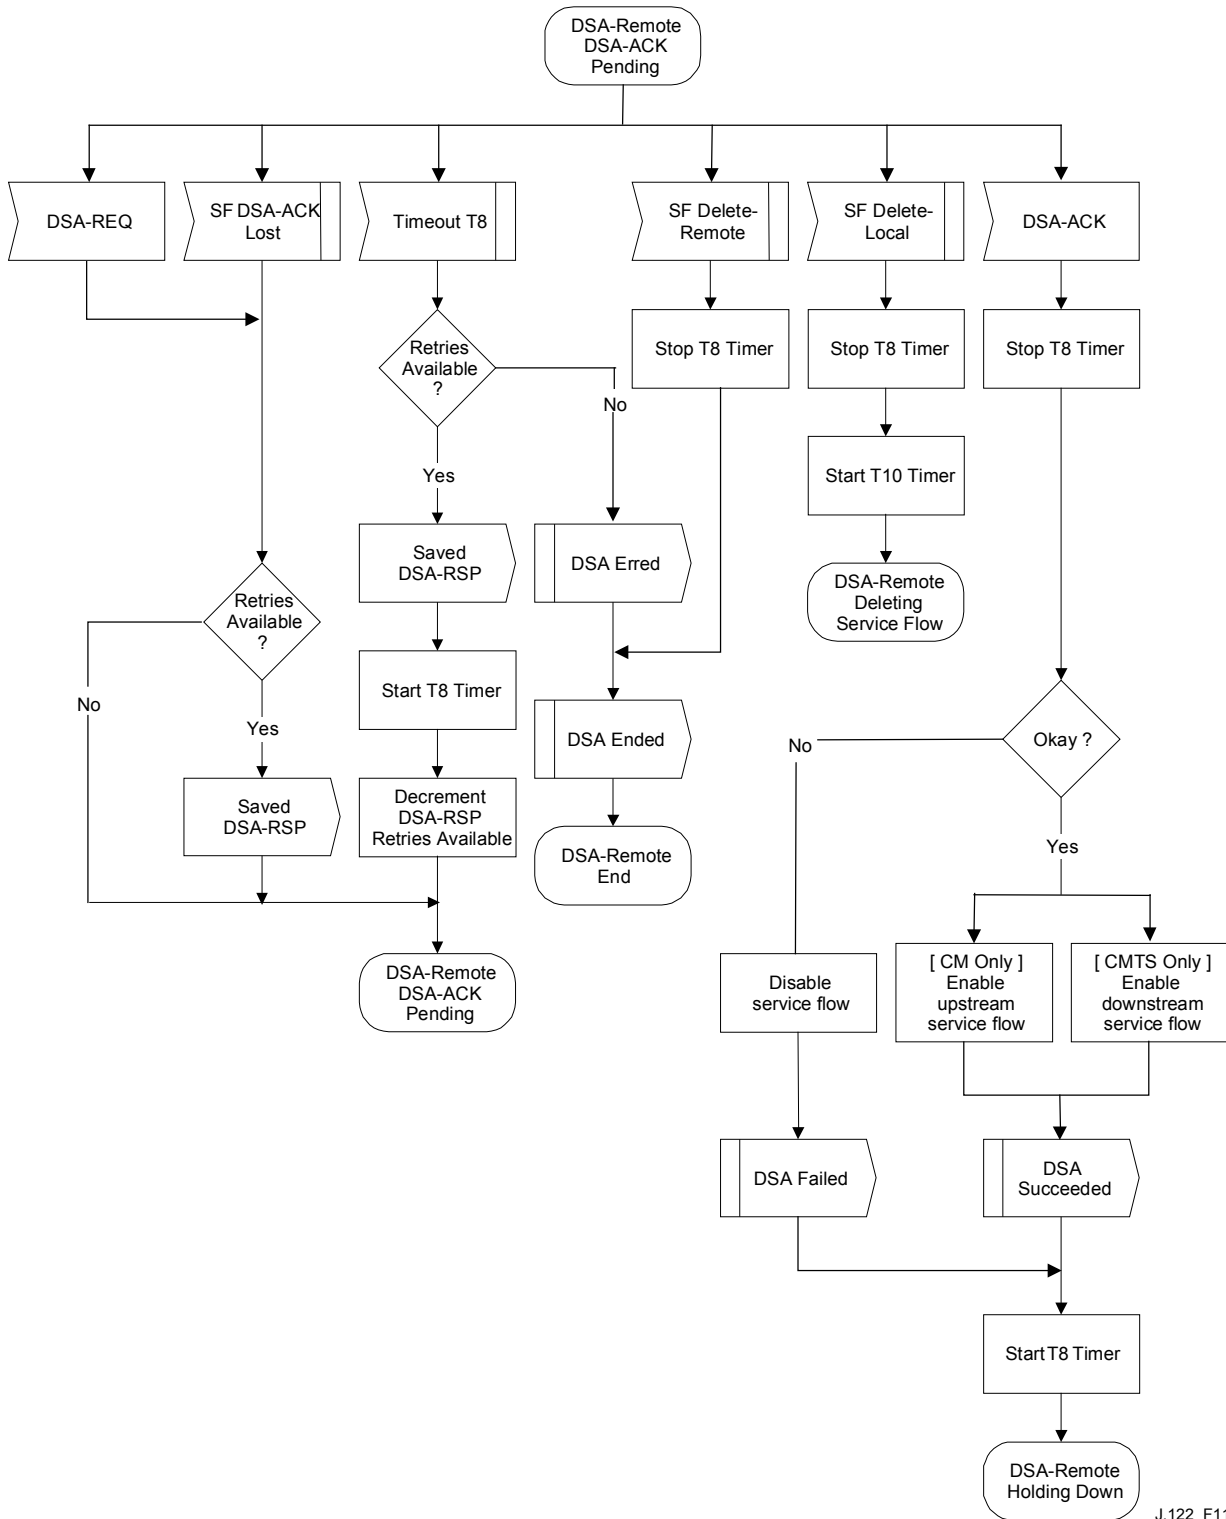 DSA-Remote
DSA-ACK
Pending
DSA-REQ
SF DSA-ACK
Lost
Timeout T8
SF Delete-
Remote
SF Delete-
Local
DSA-ACK
Retries
Available
?
Stop T8 Timer
Stop T8 Timer
Stop T8 Timer
No
Yes
Start T10 Timer
Saved
DSA-RSP
DSA Erred
DSA-Remote
Deleting
Service Flow
Retries
Available
?
Start T8 Timer
No
Yes
DSA Ended
No
Okay ?
Saved
DSA-RSP
Decrement
DSA-RSP
Retries Available
DSA-Remote
End
Yes
DSA-Remote
DSA-ACK
Pending
Disable
service flow
[ CM Only ]
Enable
upstream
service flow
[ CMTS Only ]
Enable
downstream
service flow
DSA Failed
DSA
Succeeded
Start T8 Timer
DSA-Remote
Holding Down